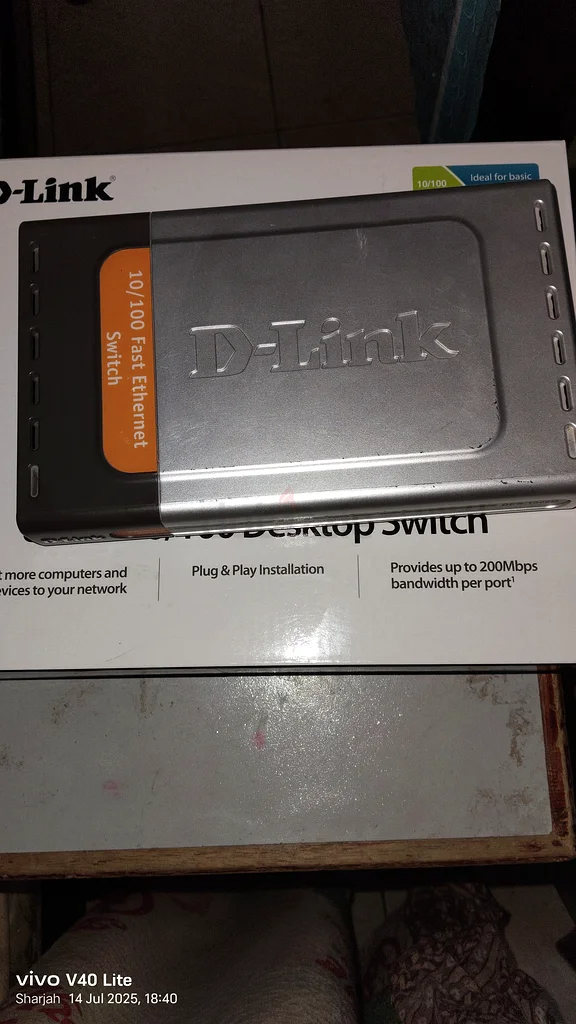 D-Link®
10/100
Ideal for basic
10/100 Fast Ethernet
Switch
D-Link
D-Link
Desktop Switch
more computers and
to your network
Plug & Play Installation
Provides up to 200Mbps
bandwidth per port¹
vivo V40 Lite
Sharjah 14 Jul 2025, 18:40